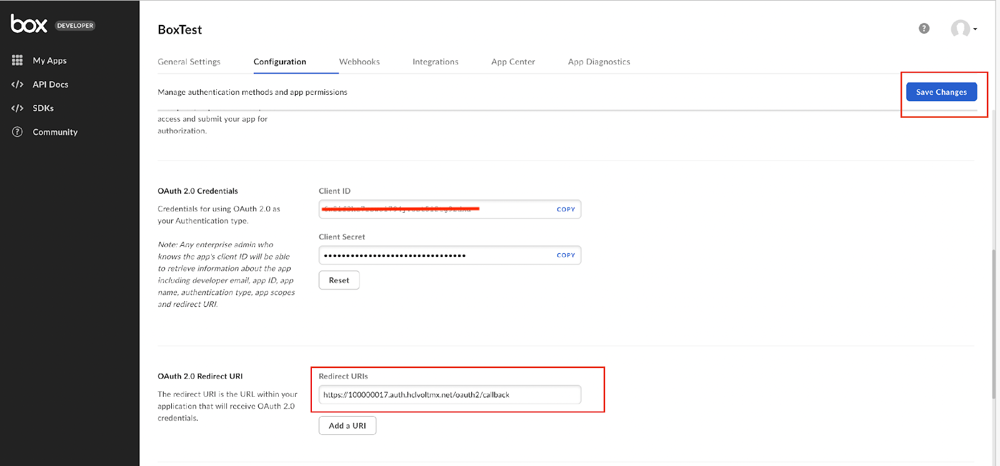 box DEVELOPER
My Apps
API Docs
SDKs
Community
BoxTest
General Settings
Configuration
Webhooks
Integrations
App Center
App Diagnostics
Manage authentication methods and app permissions
Save Changes
access and submit your app for
authorization.
OAuth 2.0 Credentials
Credentials for using OAuth 2.0 as
your Authentication type.
Note: Any enterprise admin who
knows the app's client ID will be able
to retrieve information about the app
including developer email, app ID, app
name, authentication type, app scopes
and redirect URI.
Client ID
COPY
Client Secret
••••••••••••••••••••••••••••••••
COPY
Reset
OAuth 2.0 Redirect URI
The redirect URI is the URL within your
application that will receive OAuth 2.0
credentials.
Redirect URIs
https://100000017.auth.hclvoltmx.net/oauth2/callback
Add a URI